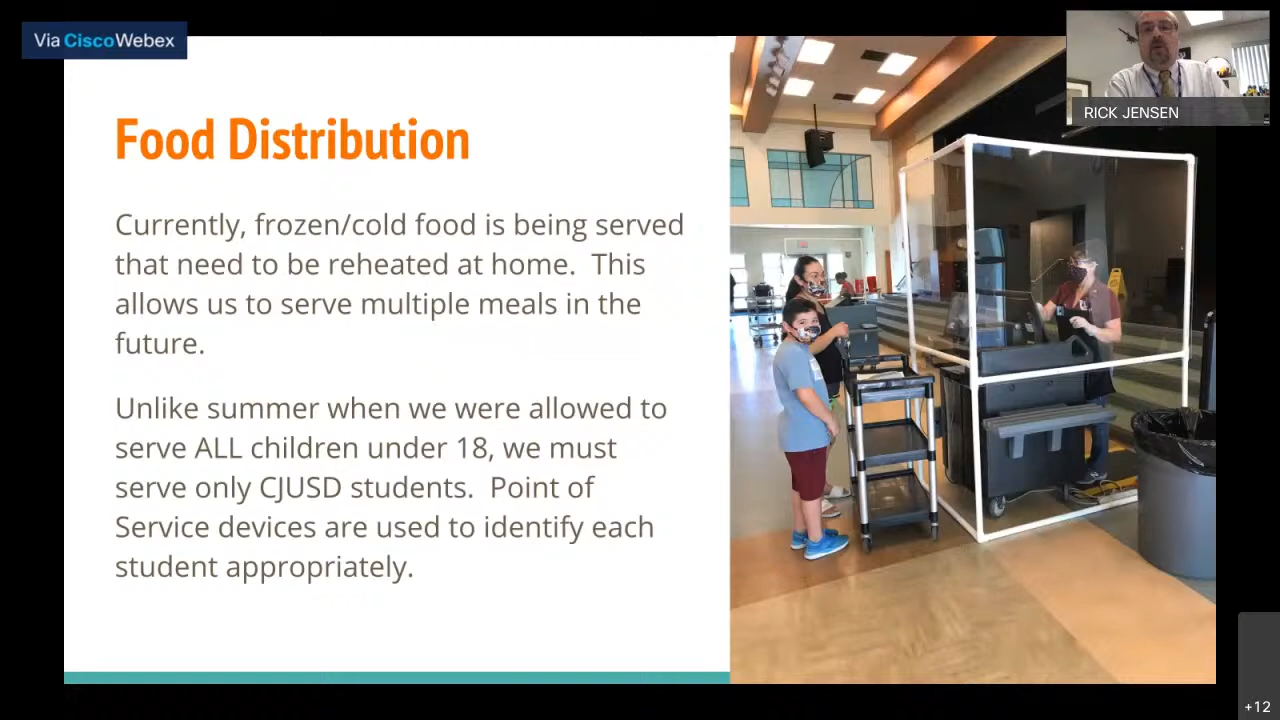 Via Cisco Webex
RICK JENSEN
Food Distribution
Currently, frozen/cold food is being served
that need to be reheated at home.  This
allows us to serve multiple meals in the
future.
Unlike summer when we were allowed to
serve ALL children under 18, we must
serve only CJUSD students.  Point of
Service devices are used to identify each
student appropriately.
+12